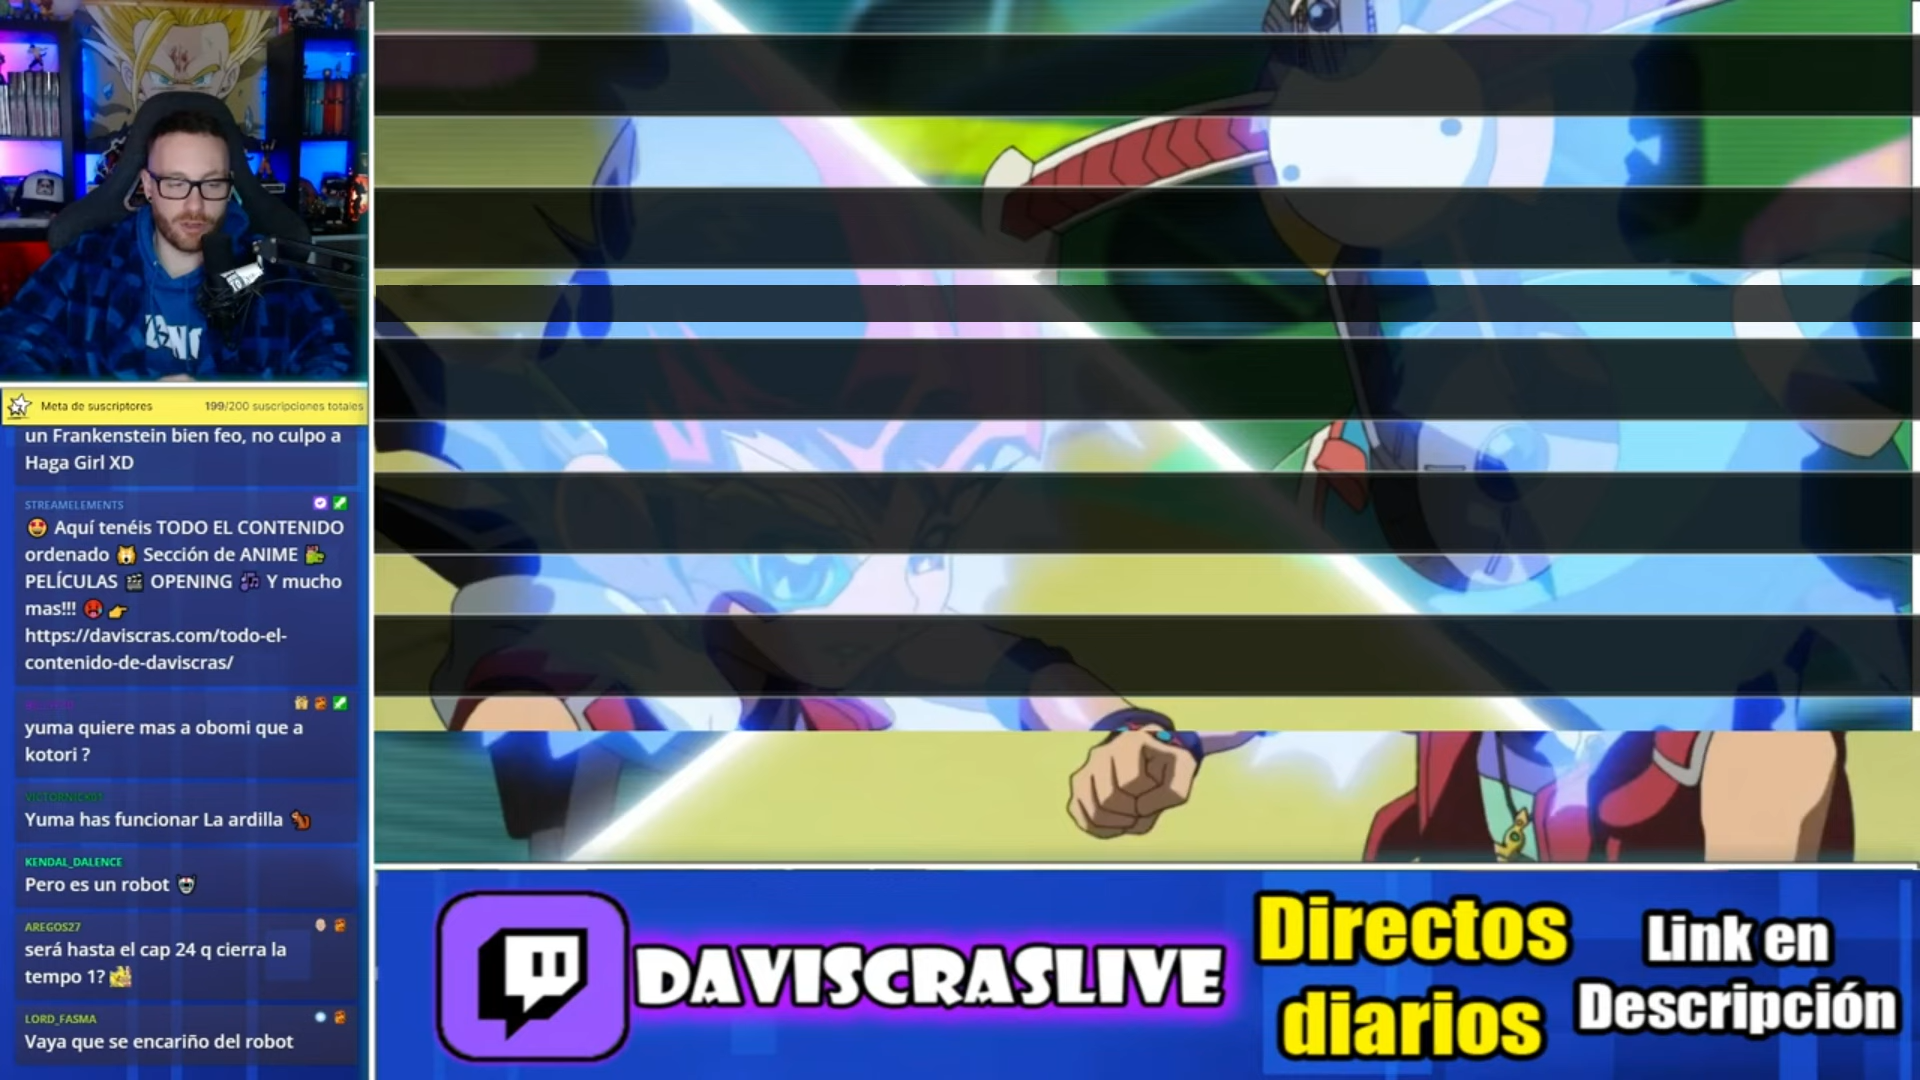 Meta de suscriptores 199/200 suscripciones totales
un Frankenstein bien feo, no culpo a
Haga Girl XD
STREAMELEMENTS
🤩 Aquí tenéis TODO EL CONTENIDO
ordenado 🙀 Sección de ANIME 🐲
PELÍCULAS 🎬 OPENING 🎶 Y mucho
mas!!! 🥵 👉
https://daviscras.com/todo-el-
contenido-de-daviscras/
yuma quiere mas a obomi que a
kotori ?
Yuma has funcionar La ardilla 🐿️
KENDAL_DALENCE
Pero es un robot
AREGOS27
será hasta el cap 24 q cierra la
tempo 1?
LORD_FASMA
Vaya que se encariño del robot
DAVISCRASLIVE
Directos
diarios
Link en
Descripción